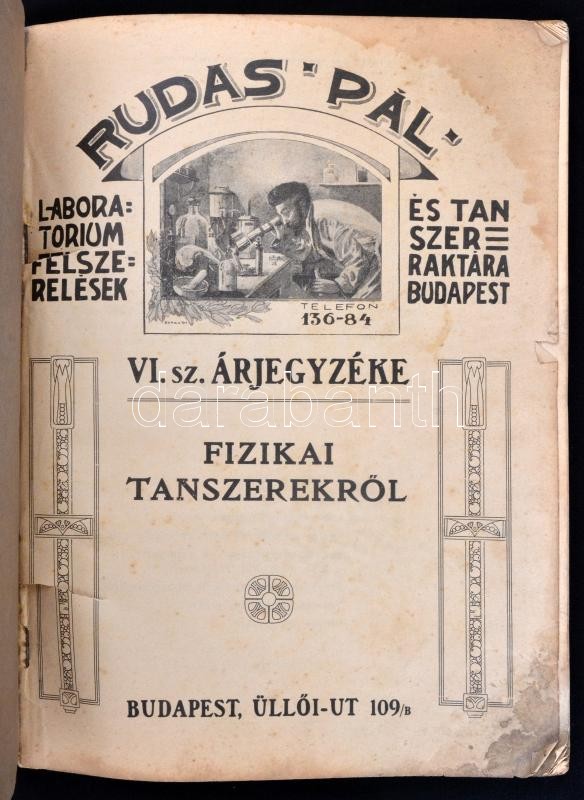 RUDAS PÁL
LABORA=
TORIUM
FELSZE=
RELÉSEK
ÉS TAN
SZER
RAKTÁRA
BUDAPEST
TELEFON
136-84
VI SZ. ÁRJEGYZÉKE
darabanth
FIZIKAI
TANSZEREKRŐL
BUDAPEST, ÜLLŐI-UT 109/B